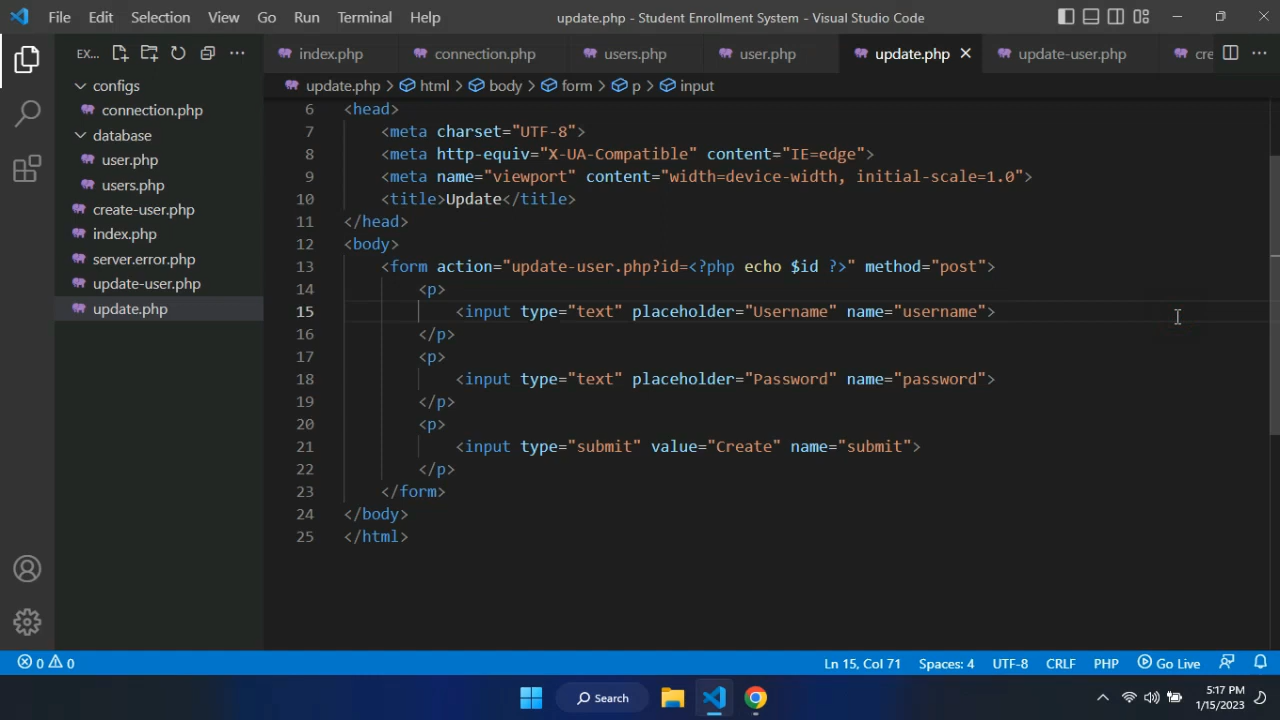 File Edit Selection View Go Run Terminal Help
update.php - Student Enrollment System - Visual Studio Code
EX...
index.php
connection.php
users.php
user.php
update.php
update-user.php
cre
update.php > html > body > form > p > input
configs
connection.php
database
user.php
users.php
create-user.php
index.php
server.error.php
update-user.php
update.php
6 <head>
7 <meta charset="UTF-8">
8 <meta http-equiv="X-UA-Compatible" content="IE=edge">
9 <meta name="viewport" content="width=device-width, initial-scale=1.0">
10 <title>Update</title>
11 </head>
12 <body>
13 <form action="update-user.php?id=<?php echo $id ?>" method="post">
14 <p>
15 <input type="text" placeholder="Username" name="username">
16 </p>
17 <p>
18 <input type="text" placeholder="Password" name="password">
19 </p>
20 <p>
21 <input type="submit" value="Create" name="submit">
22 </p>
23 </form>
24 </body>
25 </html>
0 0
Ln 15, Col 71 Spaces: 4 UTF-8 CRLF PHP Go Live
Search
5:17 PM
1/15/2023